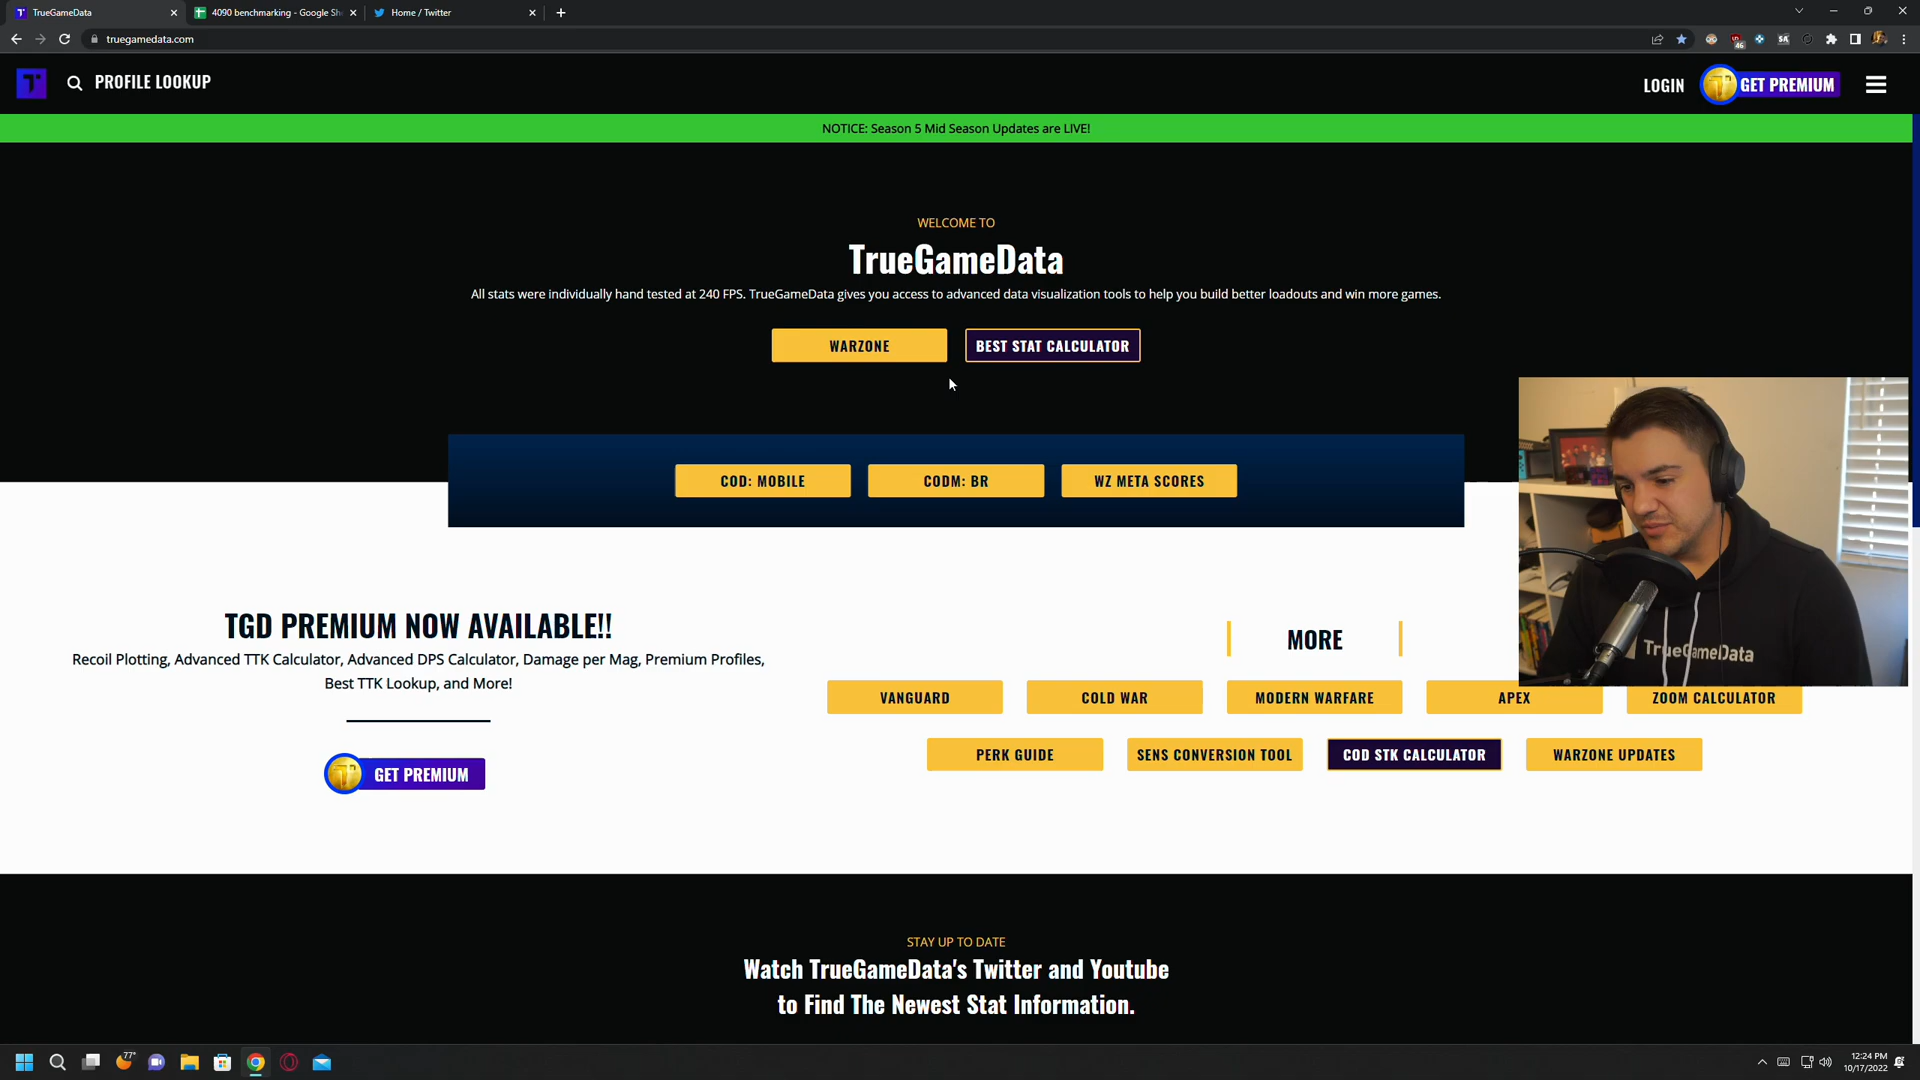 TrueGameData
4090 benchmarking - Google She
Home / Twitter
truegamedata.com
46
PROFILE LOOKUP
LOGIN
GET PREMIUM
NOTICE: Season 5 Mid Season Updates are LIVE!
WELCOME TO
TrueGameData
All stats were individually hand tested at 240 FPS. TrueGameData gives you access to advanced data visualization tools to help you build better loadouts and win more games.
WARZONE
BEST STAT CALCULATOR
COD: MOBILE
CODM: BR
WZ META SCORES
TGD PREMIUM NOW AVAILABLE!!
Recoil Plotting, Advanced TTK Calculator, Advanced DPS Calculator, Damage per Mag, Premium Profiles,
Best TTK Lookup, and More!
GET PREMIUM
MORE
TrueGameData
VANGUARD
COLD WAR
MODERN WARFARE
APEX
ZOOM CALCULATOR
PERK GUIDE
SENS CONVERSION TOOL
COD STK CALCULATOR
WARZONE UPDATES
STAY UP TO DATE
Watch TrueGameData's Twitter and Youtube
to Find The Newest Stat Information.
77°
12:24 PM
10/17/2022